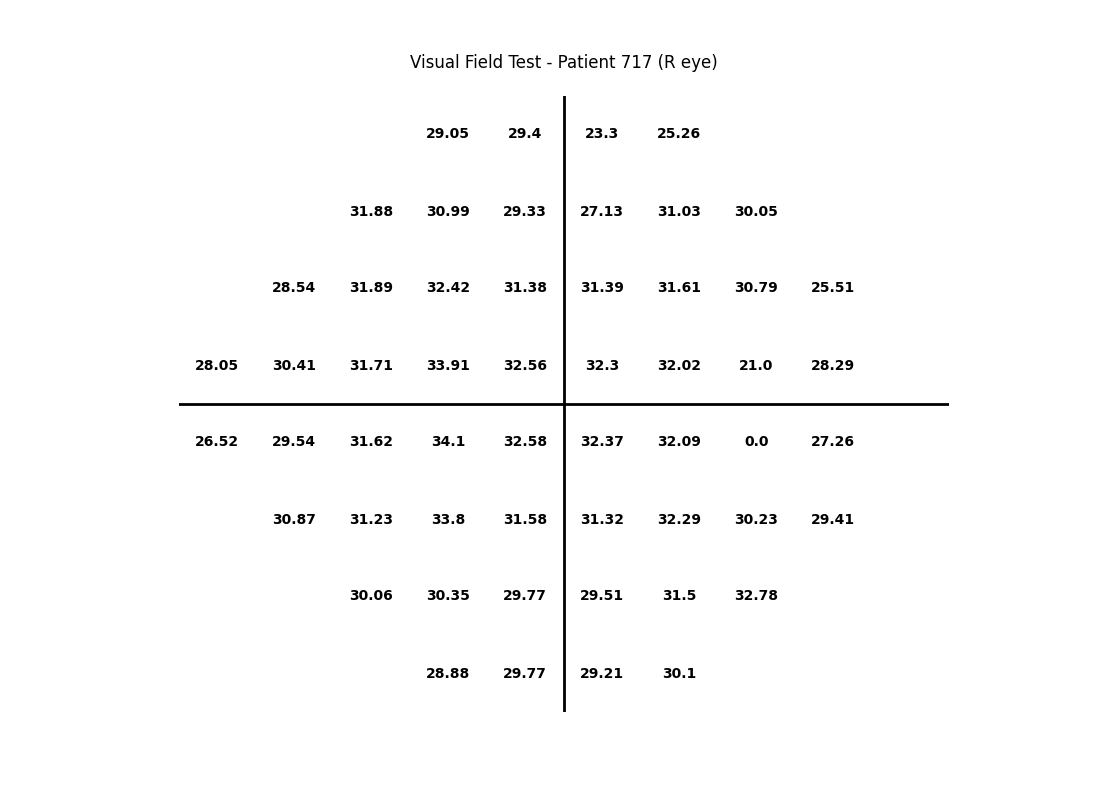 Visual Field Test - Patient 717 (R eye)
29.05 29.4 23.3 25.26
31.88 30.99 29.33 27.13 31.03 30.05
28.54 31.89 32.42 31.38 31.39 31.61 30.79 25.51
28.05 30.41 31.71 33.91 32.56 32.3 32.02 21.0 28.29
26.52 29.54 31.62 34.1 32.58 32.37 32.09 0.0 27.26
30.87 31.23 33.8 31.58 31.32 32.29 30.23 29.41
30.06 30.35 29.77 29.51 31.5 32.78
28.88 29.77 29.21 30.1